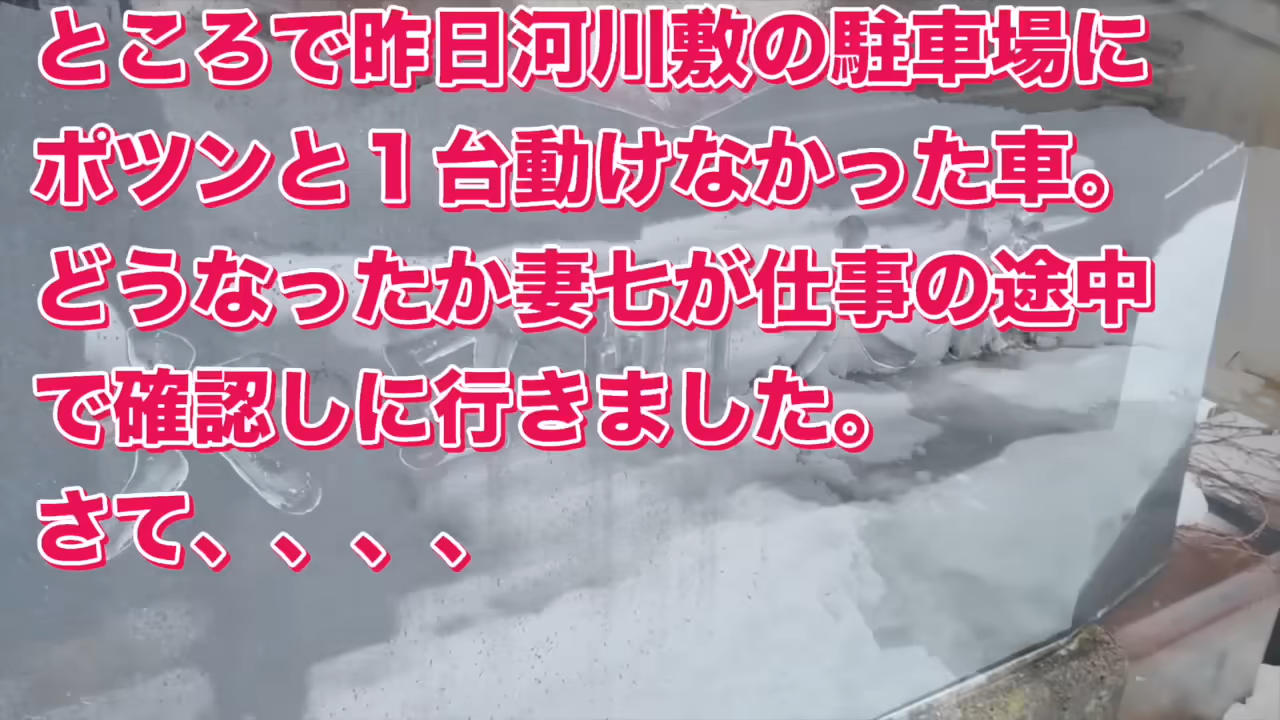 ところで昨日河川敷の駐車場に
ポツンと１台動けなかった車。
どうなったか妻七が仕事の途中
で確認しに行きました。
さて、、、、